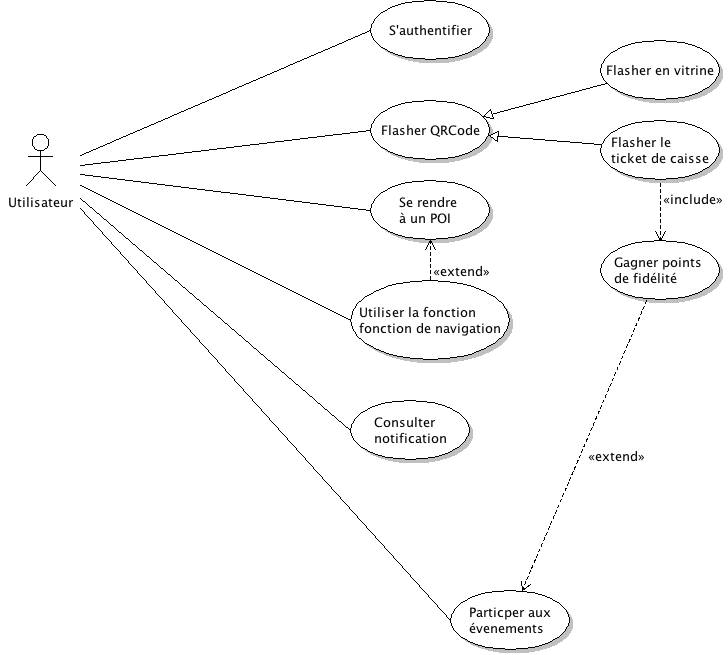 S'authentifier
Flasher en vitrine
Flasher QRCode
Flasher le
ticket de caisse
Utilisateur
Se rendre
à un POI
«include»
«extend»
Gagner points
de fidélité
Utiliser la fonction
fonction de navigation
Consulter
notification
«extend»
Particper aux
évenements